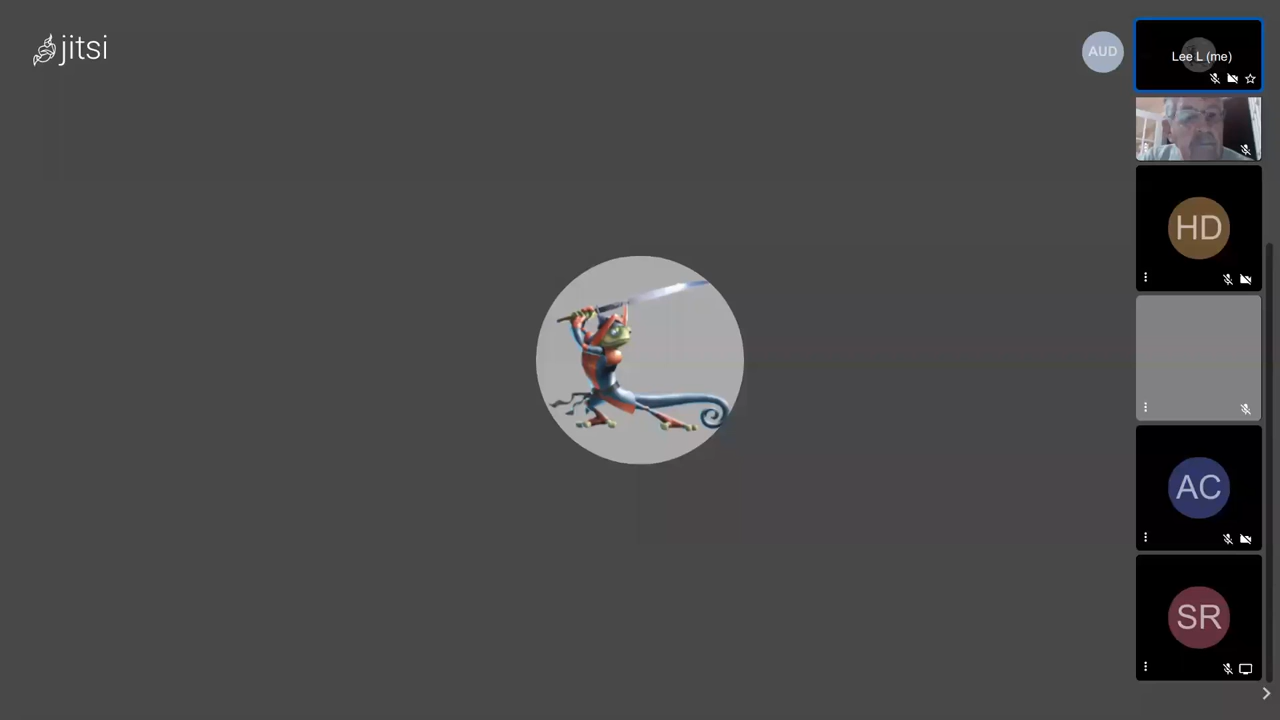 jitsi
AUD
Lee L (me)
HD
AC
SR